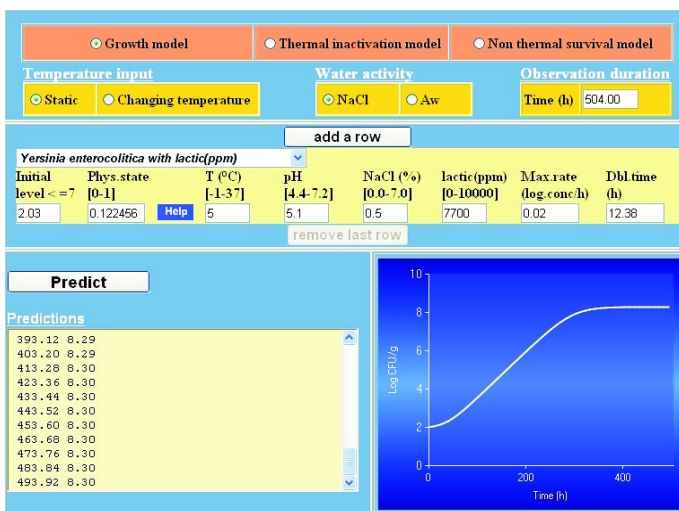 Growth model Thermal inactivation model Non thermal survival model
Temperature input Water activity Observation duration
Static Changing temperature NaCl Aw Time (h) 504.00
add a row
Yersinia enterocolitica with lactic(ppm)
Initial Phys.state T (ºC) pH NaCl (%) lactic(ppm) Max.rate Dbl.time
level <=7 [0-1] [-1-37] [4.4-7.2] [0.0-7.0] [0-10000] (log.conc/h) (h)
2.03 0.122456 Help 5 5.1 0.5 7700 0.02 12.38
remove last row
Predict
Predictions
393.12 8.29
403.20 8.29
413.28 8.30
423.36 8.30
433.44 8.30
443.52 8.30
453.60 8.30
463.68 8.30
473.76 8.30
483.84 8.30
493.92 8.30
10
8
6
4
2
0
Log CFU/g
0 200 400
Time (h)